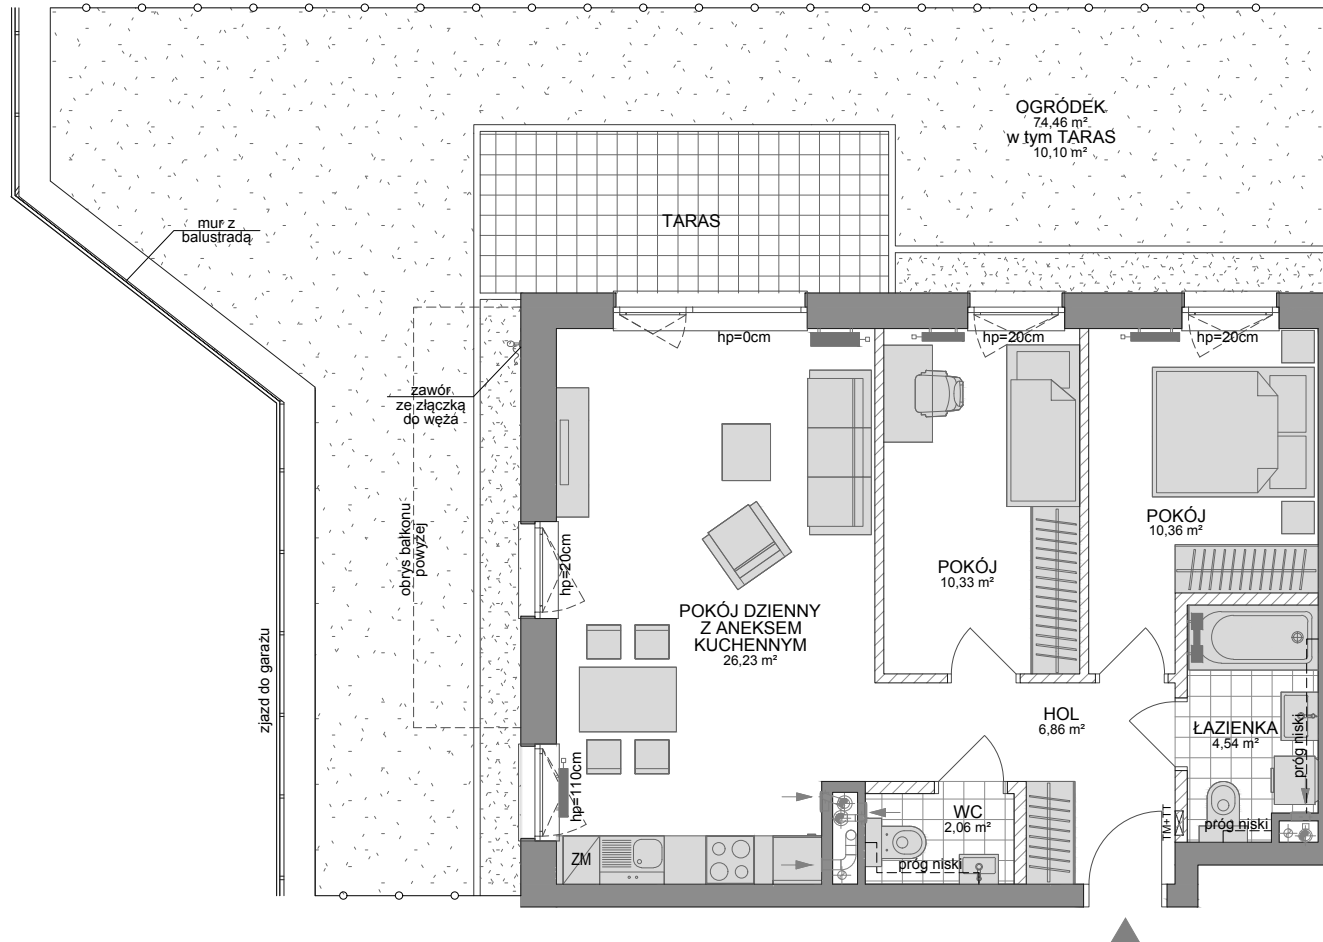 OGRÓDEK
74,46 m²
w tym TARAS
10,10 m²
TARAS
mur z
balustradą
zawór
ze złączką
do węża
hp=0cm
hp=20cm
hp=20cm
obrys balkonu
powyżej
hp=20cm
POKÓJ
10,36 m²
POKÓJ
10,33 m²
POKÓJ DZIENNY
Z ANEKSEM
KUCHENNYM
26,23 m²
zjazd do garażu
HOL
6,86 m²
ŁAZIENKA
4,54 m²
próg niski
hp=110cm
WC
2,06 m²
TM+TT
próg niski
ZM
próg niski